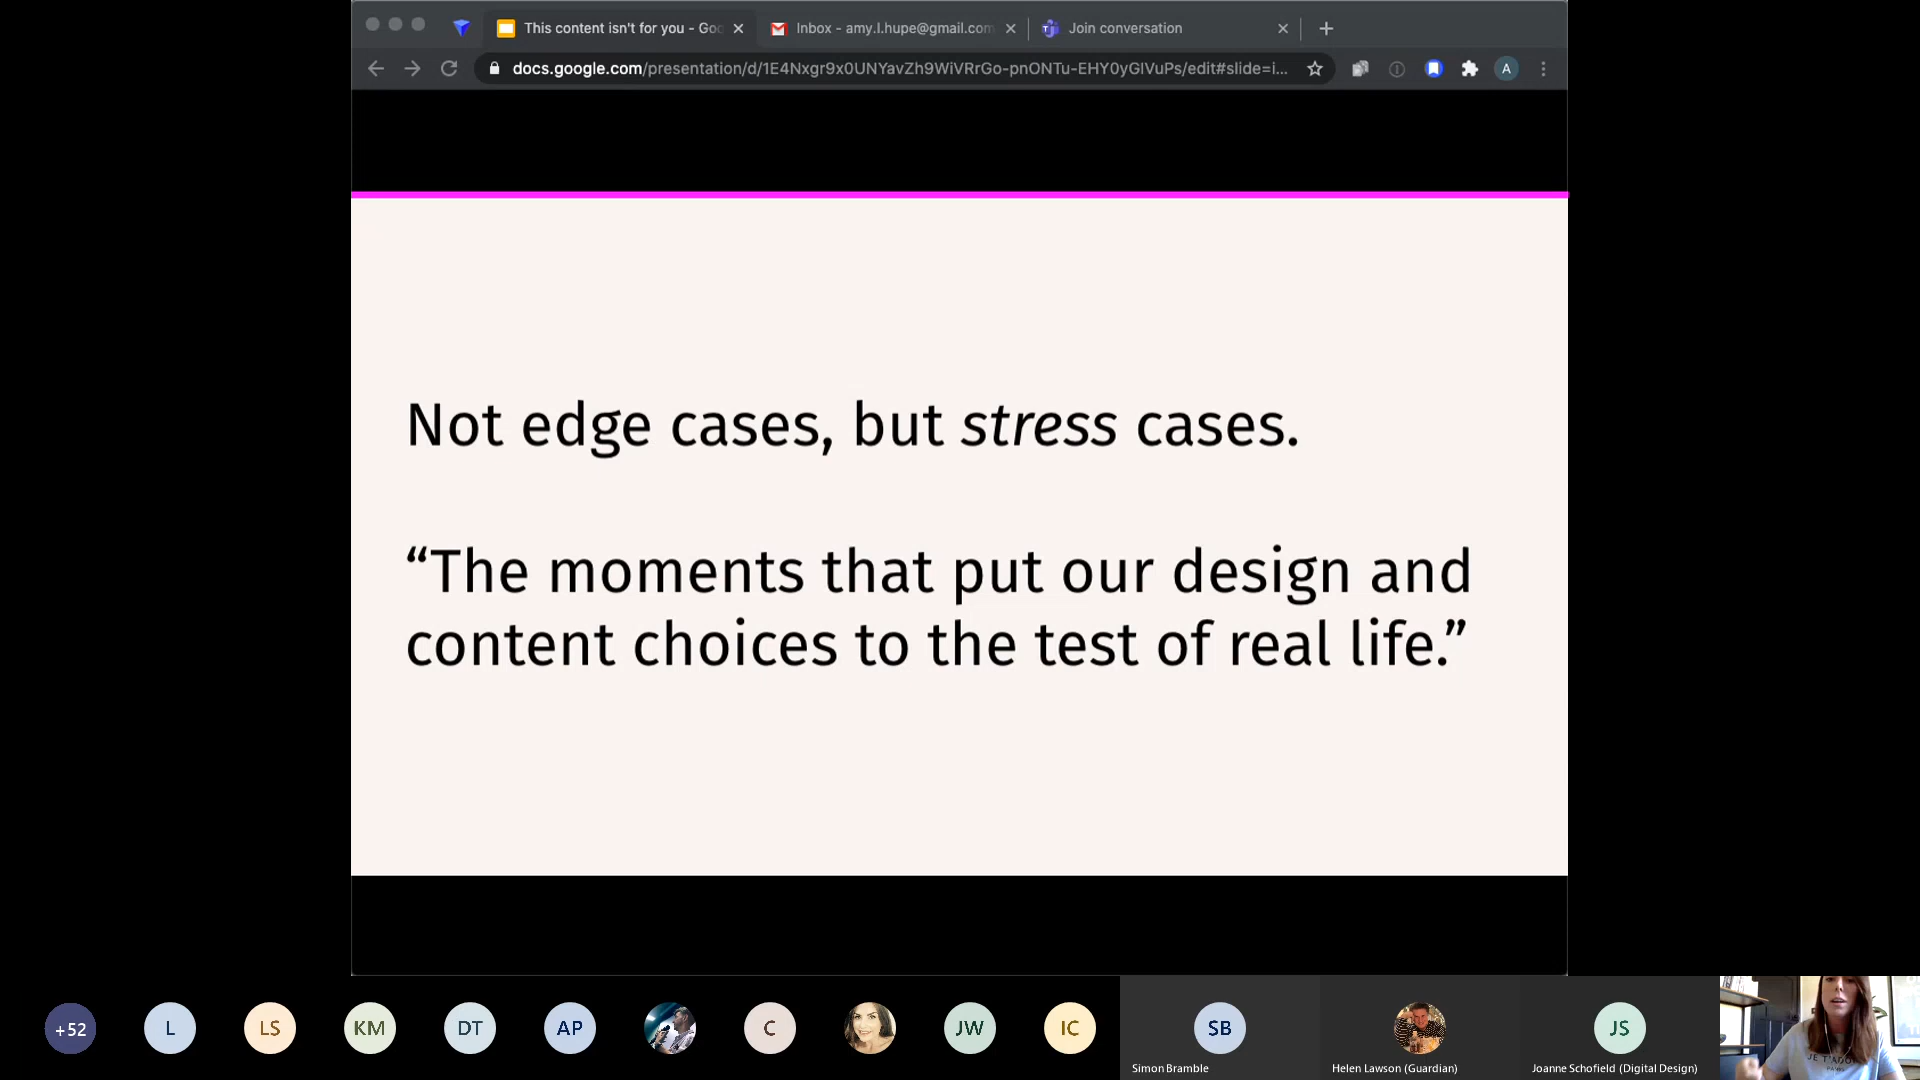 This content isn't for you - Goo
Inbox - amy.l.hupe@gmail.com
Join conversation
docs.google.com/presentation/d/1E4Nxgr9x0UNYavZh9WiVRrGo-pnONTu-EHY0yGlVuPs/edit#slide=i...
A
Not edge cases, but stress cases.
“The moments that put our design and
content choices to the test of real life.”
+52
L
LS
KM
DT
AP
C
JW
IC
SB
JS
Simon Bramble
Helen Lawson (Guardian)
Joanne Schofield (Digital Design)
JE T'ADO